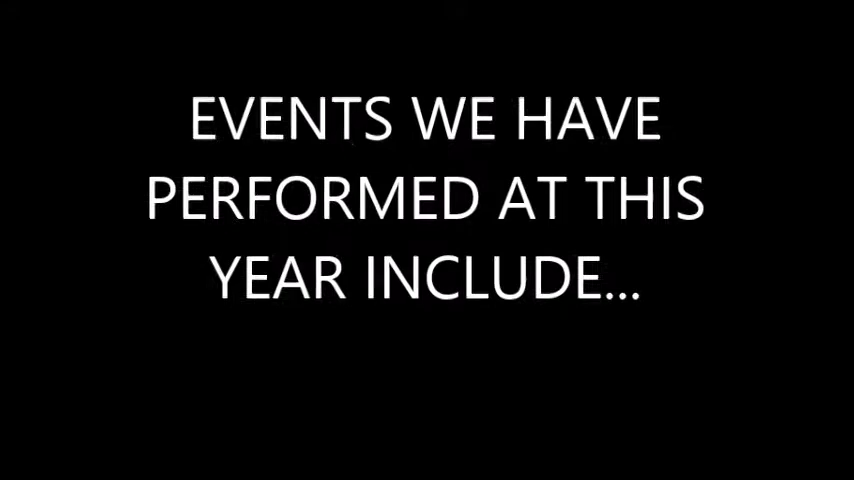 EVENTS WE HAVE
PERFORMED AT THIS
YEAR INCLUDE...